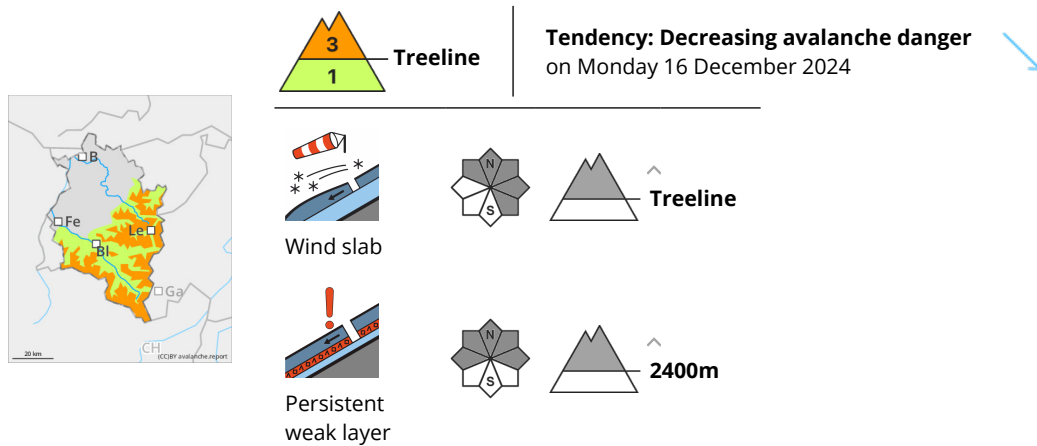 3
1
Treeline
Tendency: Decreasing avalanche danger
on Monday 16 December 2024
B
Fe
Le
Bl
Ga
CH
20 km
(CC)BY avalanche.report
N
S
Treeline
Wind slab
N
S
2400m
Persistent
weak layer